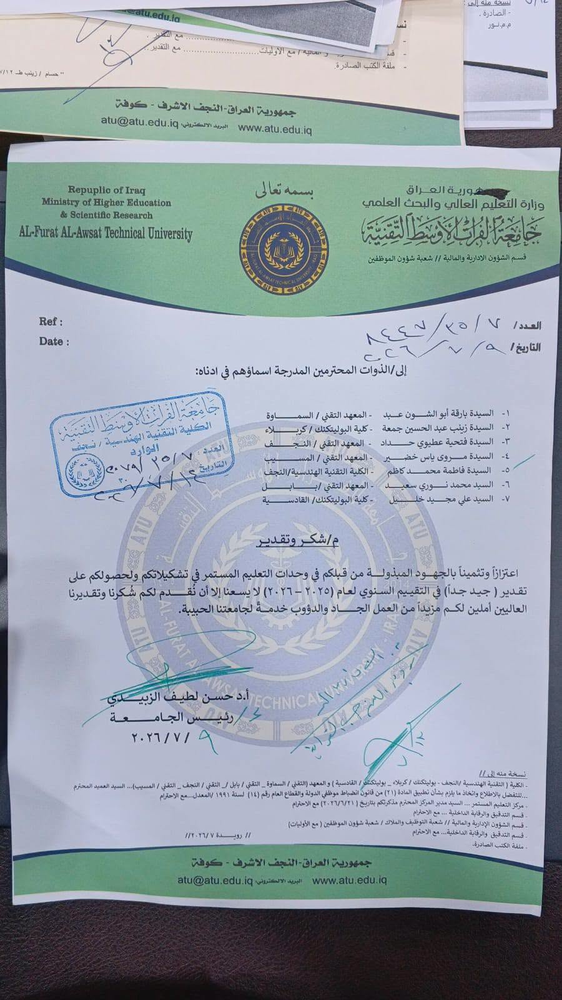 نسخة منه إلى :
- الصادرة .
م.م.نور
مع التقدير .
المالية / مع الاوليات ........................ مع التقدير..
- ملفة الكتب الصادرة.
جمهورية العراق-النجف الاشرف - كوفة
www.atu.edu.iq البريد الالكتروني: atu@atu.edu.iq
Repuplic of Iraq
Ministry of Higher Education
& Scientific Research
AL-Furat AL-Awsat Technical University
بسمه تعالى
جمهورية العراق
وزارة التعليم العالي والبحث العلمي
جامعة الفرات الأوسط التقنية
قسم الشؤون الادارية والمالية // شعبة شؤون الموظفين
Ref :
Date :
العدد/ ٧ / ٣٥ / ٨٤٤٧
التاريخ/ ٩ / ٧ / ٢٠٢٦
إلى/الذوات المحترمين المدرجة اسماؤهم في ادناه:
جامعة الفرات الأوسط التقنية
الكلية التقنية الهندسية / نجف
الوارد
العدد : ٧ / ٣٥ /
التاريخ ١٤ / ٧ / ٢٠٢٦
١- السيدة بارقة أبو الشون عبد - المعهد التقني / السماوة
٢- السيدة زينب عبد الحسين جمعة - كلية البوليتكنك / كربلاء
٣- السيدة فتحية عطيوي حداد - المعهد التقني / النجف
٤- السيدة مروى ياس خضير - المعهد التقني / المسيب
٥- السيدة فاطمة محمد كاظم - الكلية التقنية الهندسية/النجف
٦- السيد محمد نوري سعيد - المعهد التقني /بابل
٧- السيد علي مجيد خليل - كلية البوليتكنك/ القادسية
م/شكر وتقدير
اعتزازاً وتثميناً بالجهود المبذولة من قبلكم في وحدات التعليم المستمر في تشكيلاتكم ولحصولكم على
تقدير ( جيد جداً) في التقييم السنوي لعام (٢٠٢٥ – ٢٠٢٦) لا يسعنا إلا أن نُقدم لكم شُكرنا وتقديرنا
العاليين أملين لكم مزيداً من العمل الجاد والدؤوب خدمةً لجامعتنا الحبيبة.
أ.د حسن لطيف الزبيدي
رئيس الجامعة
٩ / ٧ / ٢٠٢٦
نسخة منه إلى //
- الكلية ( التقنية الهندسية /النجف - بوليتكنك / كربلاء _ بوليتكنك / القادسية ) و المعهد (التقني / السماوة _ التقني / بابل /_ التقني / النجف _ التقني / المسيب)... السيد العميد المحترم
...للتفضل بالاطلاع واتخاذ ما يلزم بشأن تطبيق المادة (٢١) من قانون انضباط موظفي الدولة والقطاع العام رقم (١٤) لسنة ١٩٩١ /المعدل...مع الاحترام
- مركز التعليم المستمر ... السيد مدير المركز المحترم مذكرتكم بتاريخ (٢٠٢٦/٦/٢١) مع الاحترام
- قسم التدقيق والرقابة الداخلية ... مع الاحترام
- قسم الشؤون الإدارية والمالية // شعبة التوظيف والملاك / شعبة شؤون الموظفين ( مع الأوليات)
- قسم التدقيق والرقابة الداخلية... مع الاحترام
- ملفة الكتب الصادرة.
// رويدة ٢٠٢٦/٧//
جمهورية العراق-النجف الاشرف - كوفة
www.atu.edu.iq البريد الالكتروني: atu@atu.edu.iq